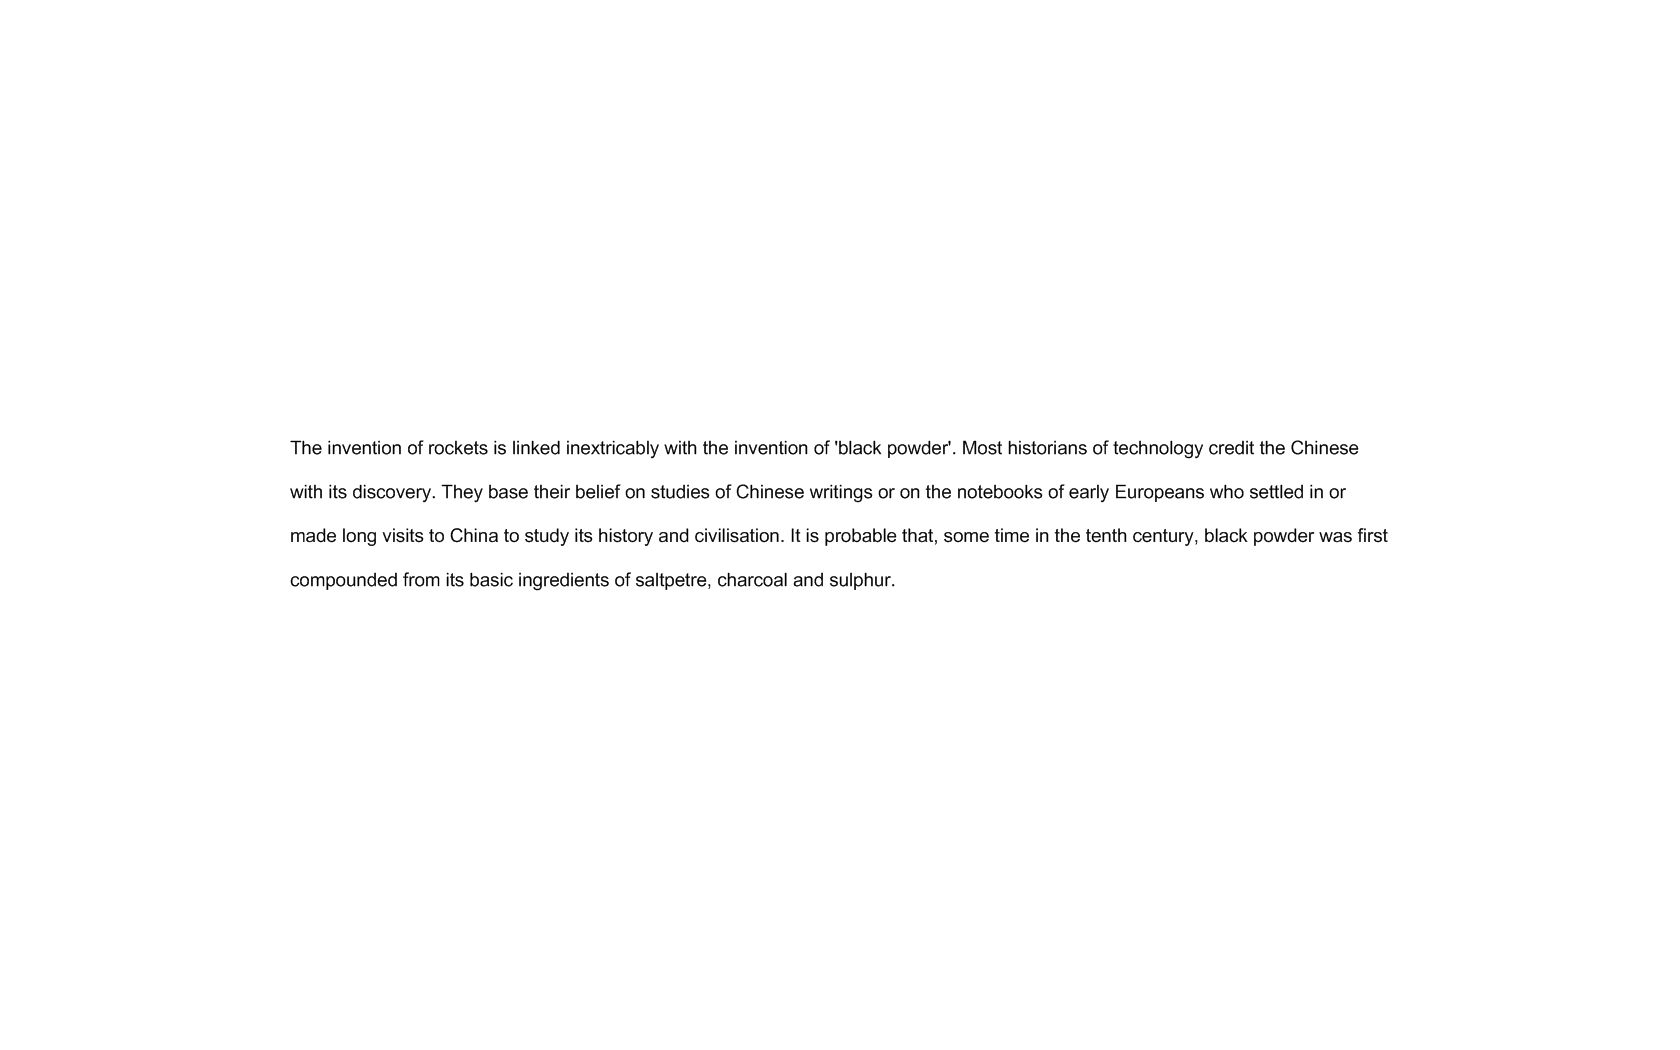 The invention of rockets is linked inextricably with the invention of 'black powder'. Most historians of technology credit the Chinese
with its discovery. They base their belief on studies of Chinese writings or on the notebooks of early Europeans who settled in or
made long visits to China to study its history and civilisation. It is probable that, some time in the tenth century, black powder was first
compounded from its basic ingredients of saltpetre, charcoal and sulphur.